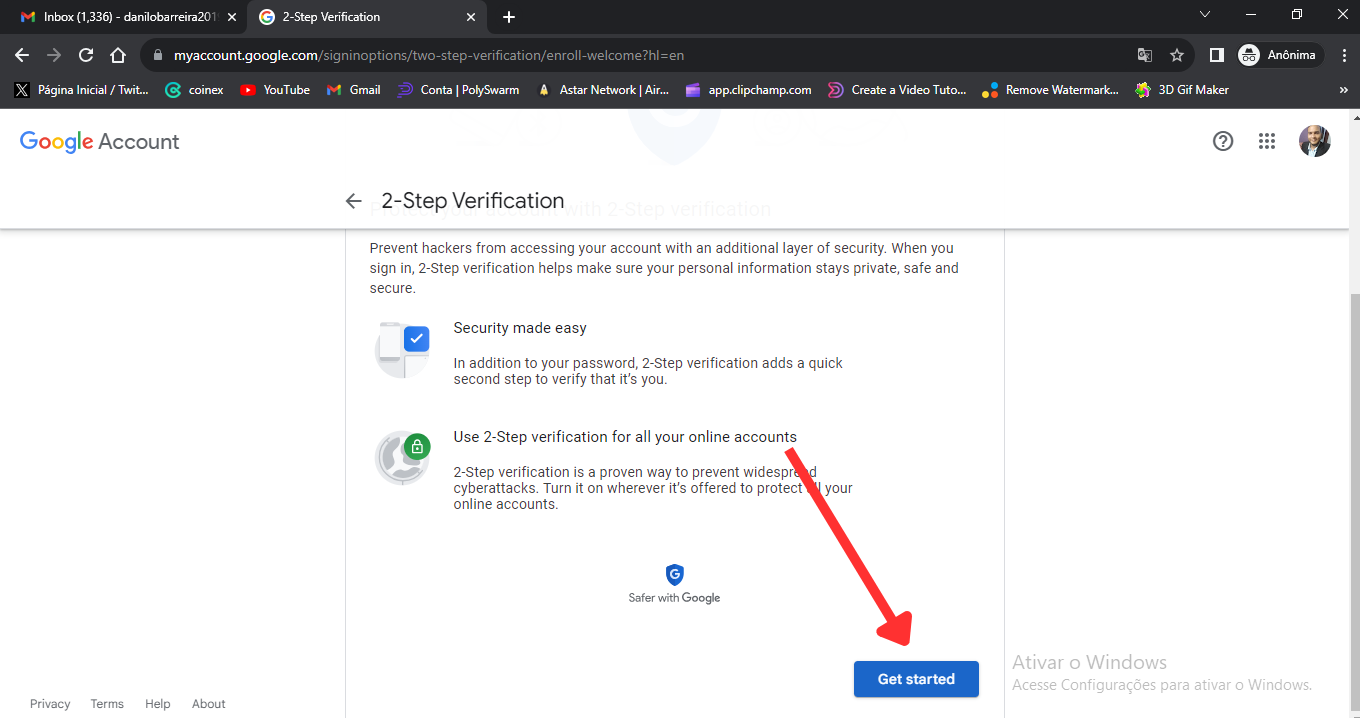 Inbox (1,336) - danilobarreira201
2-Step Verification
myaccount.google.com/signinoptions/two-step-verification/enroll-welcome?hl=en
Anônima
Página Inicial / Twit...
coinex
YouTube
Gmail
Conta | PolySwarm
Astar Network | Air...
app.clipchamp.com
Create a Video Tuto...
Remove Watermark...
3D Gif Maker
»
Google Account
2-Step Verification
Protect your account with 2-Step verification
Prevent hackers from accessing your account with an additional layer of security. When you
sign in, 2-Step verification helps make sure your personal information stays private, safe and
secure.
Security made easy
In addition to your password, 2-Step verification adds a quick
second step to verify that it's you.
Use 2-Step verification for all your online accounts
2-Step verification is a proven way to prevent widespread
cyberattacks. Turn it on wherever it's offered to protect all your
online accounts.
G
Safer with Google
Get started
Ativar o Windows
Acesse Configurações para ativar o Windows.
Privacy
Terms
Help
About